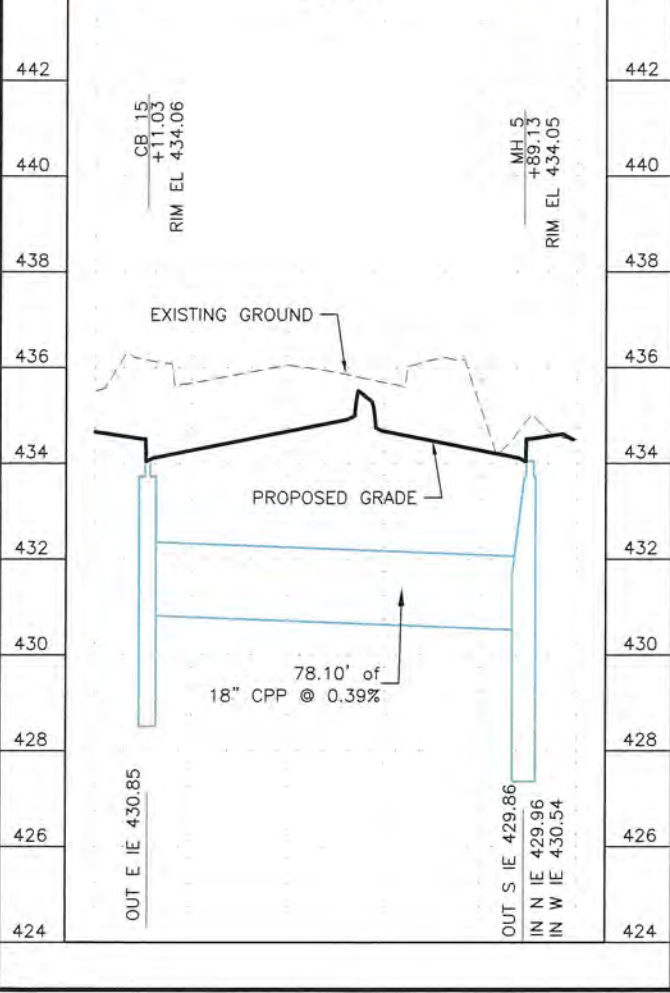 442
440
438
436
434
432
430
428
426
424
442
440
438
436
434
432
430
428
426
424
CB 15
+11.03
RIM EL 434.06
MH 5
+89.13
RIM EL 434.05
EXISTING GROUND
PROPOSED GRADE
78.10' of
18" CPP @ 0.39%
OUT E IE 430.85
OUT S IE 429.86
IN N IE 429.96
IN W IE 430.54